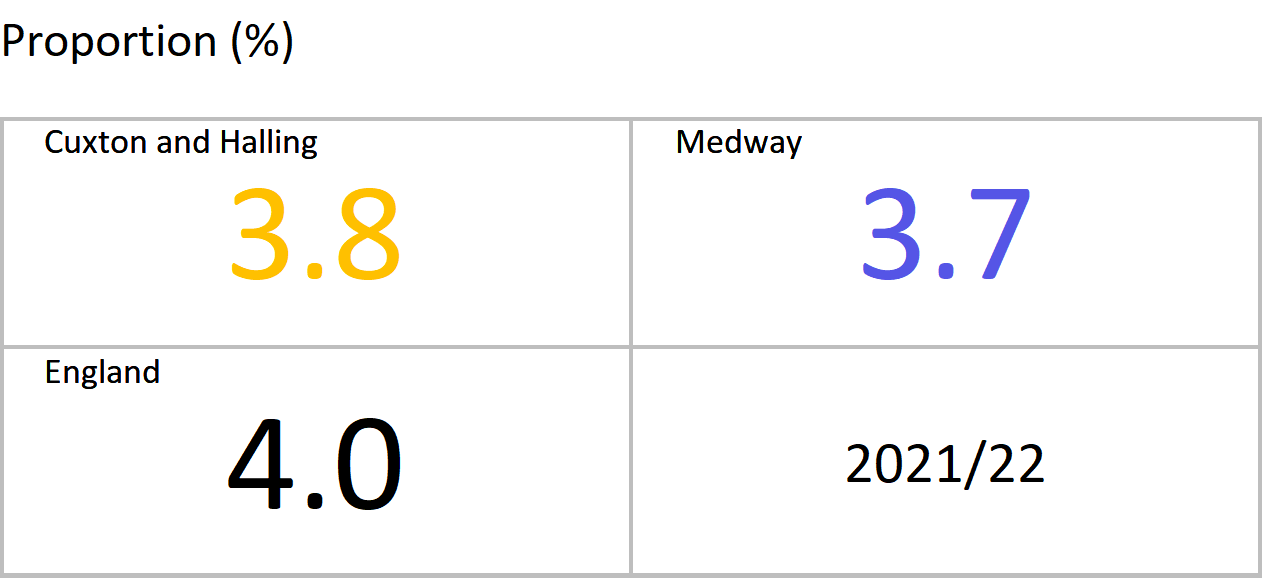 Proportion (%)
Cuxton and Halling
3.8
Medway
3.7
England
4.0
2021/22